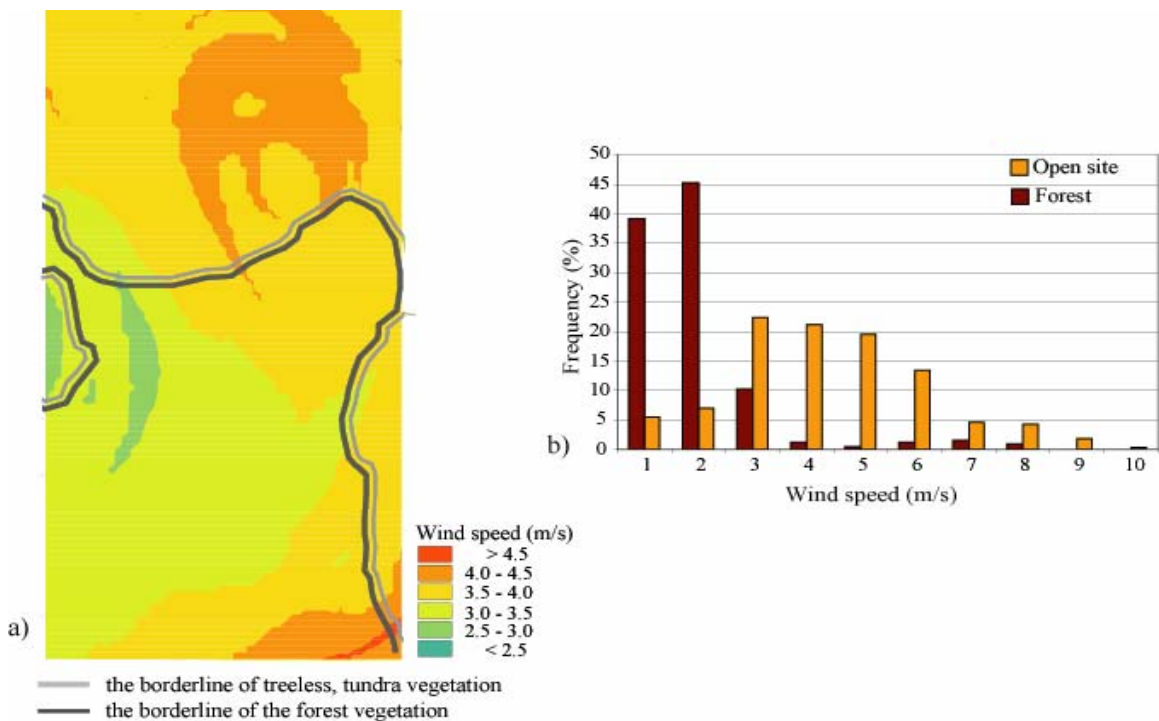 a)
Wind speed (m/s)
> 4.5
4.0 - 4.5
3.5 - 4.0
3.0 - 3.5
2.5 - 3.0
< 2.5
the borderline of treeless, tundra vegetation
the borderline of the forest vegetation
b)
Frequency (%)
50
45
40
35
30
25
20
15
10
5
0
Open site
Forest
1 2 3 4 5 6 7 8 9 10
Wind speed (m/s)